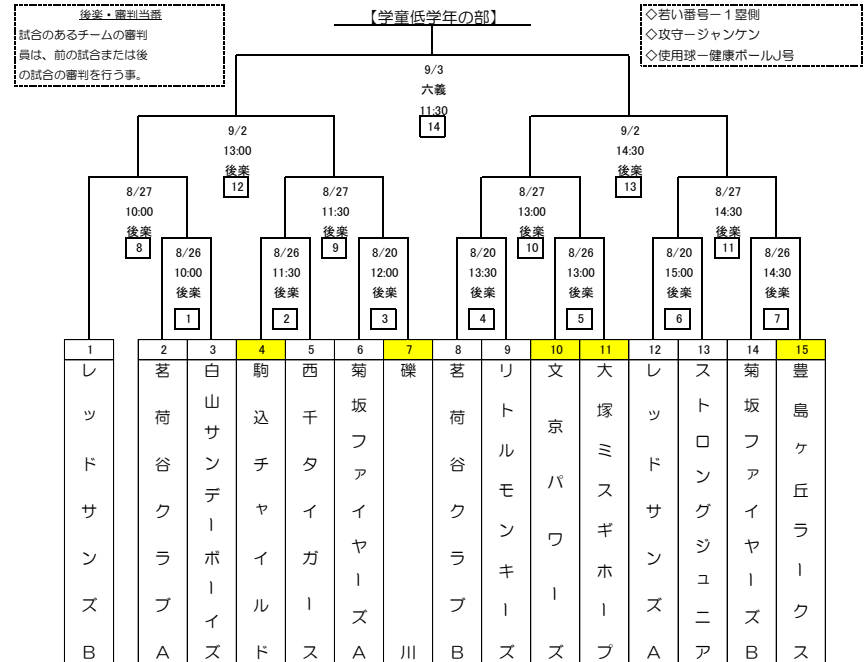 後楽・審判当番
試合のあるチームの審判
員は、前の試合または後
の試合の審判を行う事。
【学童低学年の部】
◇若い番号ー1塁側
◇攻守ージャンケン
◇使用球ー健康ボールJ号
9/3
六義
11:30
14
9/2
13:00
後楽
12
9/2
14:30
後楽
13
8/27
10:00
後楽
8
8/27
11:30
後楽
9
8/27
13:00
後楽
10
8/27
14:30
後楽
11
8/26
10:00
後楽
1
8/26
11:30
後楽
2
8/20
12:00
後楽
3
8/20
13:30
後楽
4
8/26
13:00
後楽
5
8/20
15:00
後楽
6
8/26
14:30
後楽
7
1
レッドサンズB
2
茗荷谷クラブA
3
白山サンデーボーイズ
4
駒込チャイルド
5
西千タイガース
6
菊坂ファイヤーズA
7
礫川
8
茗荷谷クラブB
9
リトルモンキーズ
10
文京パワーズ
11
大塚ミスギホープ
12
レッドサンズA
13
ストロングジュニア
14
菊坂ファイヤーズB
15
豊島ヶ丘ラークス